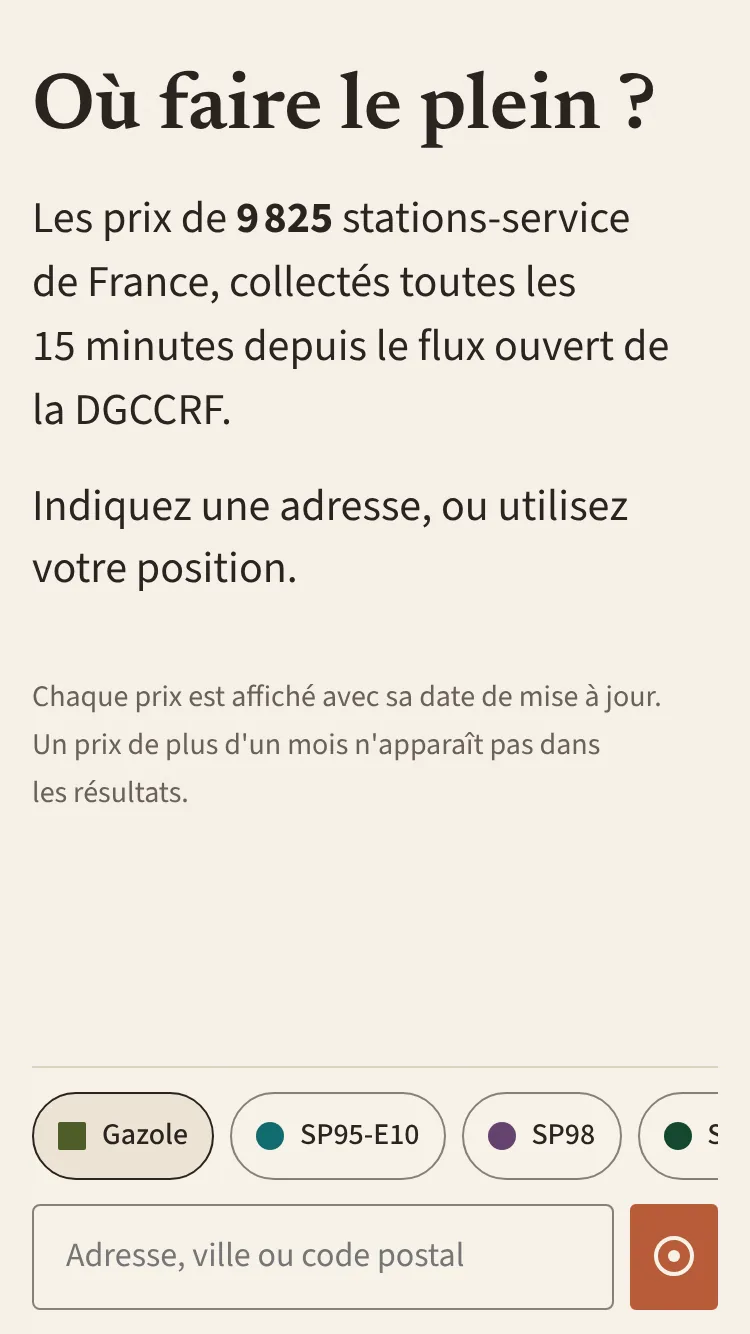 Où faire le plein ?
Les prix de 9 825 stations-service
de France, collectés toutes les
15 minutes depuis le flux ouvert de
la DGCCRF.
Indiquez une adresse, ou utilisez
votre position.
Chaque prix est affiché avec sa date de mise à jour.
Un prix de plus d'un mois n'apparaît pas dans
les résultats.
Gazole SP95-E10 SP98
Adresse, ville ou code postal